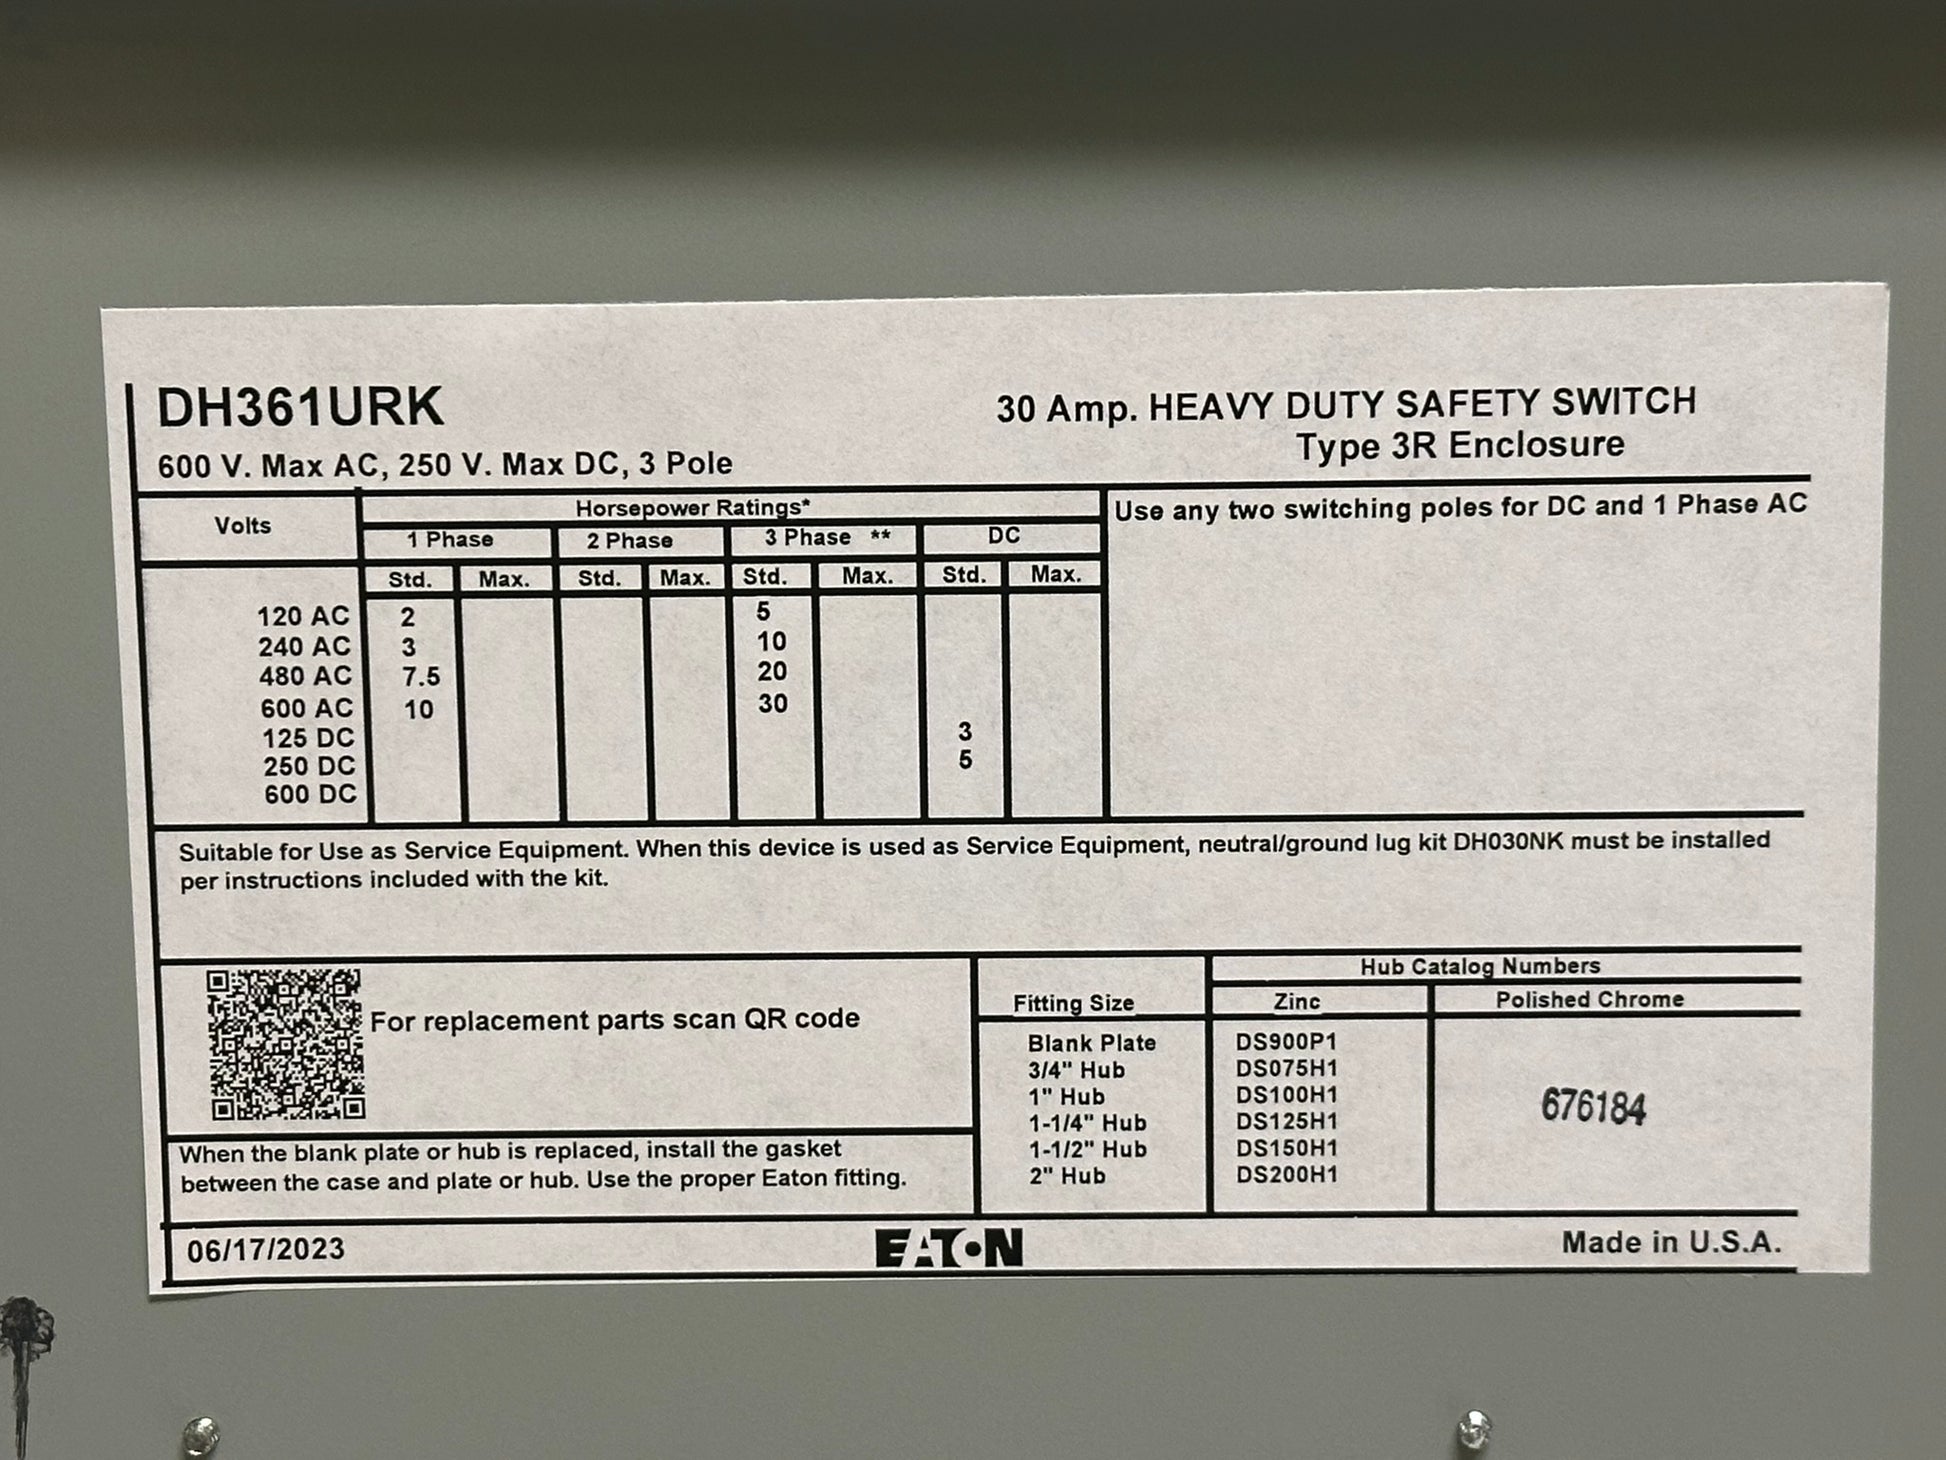 DH361URK
30 Amp. HEAVY DUTY SAFETY SWITCH
Type 3R Enclosure
600 V. Max AC, 250 V. Max DC, 3 Pole
Volts
Horsepower Ratings*
Use any two switching poles for DC and 1 Phase AC
1 Phase 2 Phase 3 Phase ** DC
Std. Max. Std. Max. Std. Max. Std. Max.
120 AC 2 5
240 AC 3 10
480 AC 7.5 20
600 AC 10 30
125 DC 3
250 DC 5
600 DC
Suitable for Use as Service Equipment. When this device is used as Service Equipment, neutral/ground lug kit DH030NK must be installed
per instructions included with the kit.
For replacement parts scan QR code
When the blank plate or hub is replaced, install the gasket
between the case and plate or hub. Use the proper Eaton fitting.
Hub Catalog Numbers
Fitting Size Zinc Polished Chrome
Blank Plate DS900P1
3/4" Hub DS075H1
1" Hub DS100H1
1-1/4" Hub DS125H1
1-1/2" Hub DS150H1
2" Hub DS200H1
676184
06/17/2023
EATON
Made in U.S.A.